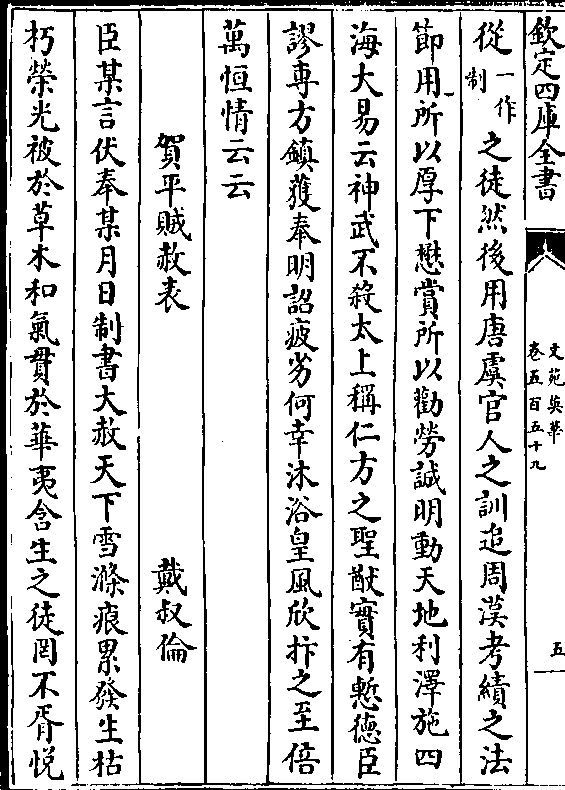 欽定四庫全書
文苑英華
卷五百五十九
五
從一作制之徒然後用唐虞官人之訓追周漢考績之法
節用所以厚下懋賞所以勸勞誠明動天地利澤施四
海大易云神武不殺太上稱仁方之聖猷實有慙德臣
謬專方鎮獲奉明詔疲劣何幸沐浴皇風欣抃之至倍
萬恒情云云
賀平賊赦表 戴叔倫
臣某言伏奉某月日制書大赦天下雪滌痕累發生枯
朽榮光被於草木和氣貫於華夷含生之徒罔不胥悅